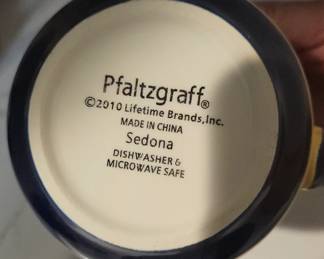 Pfaltzgraff®
©2010 Lifetime Brands,Inc.
MADE IN CHINA
Sedona
DISHWASHER &
MICROWAVE SAFE